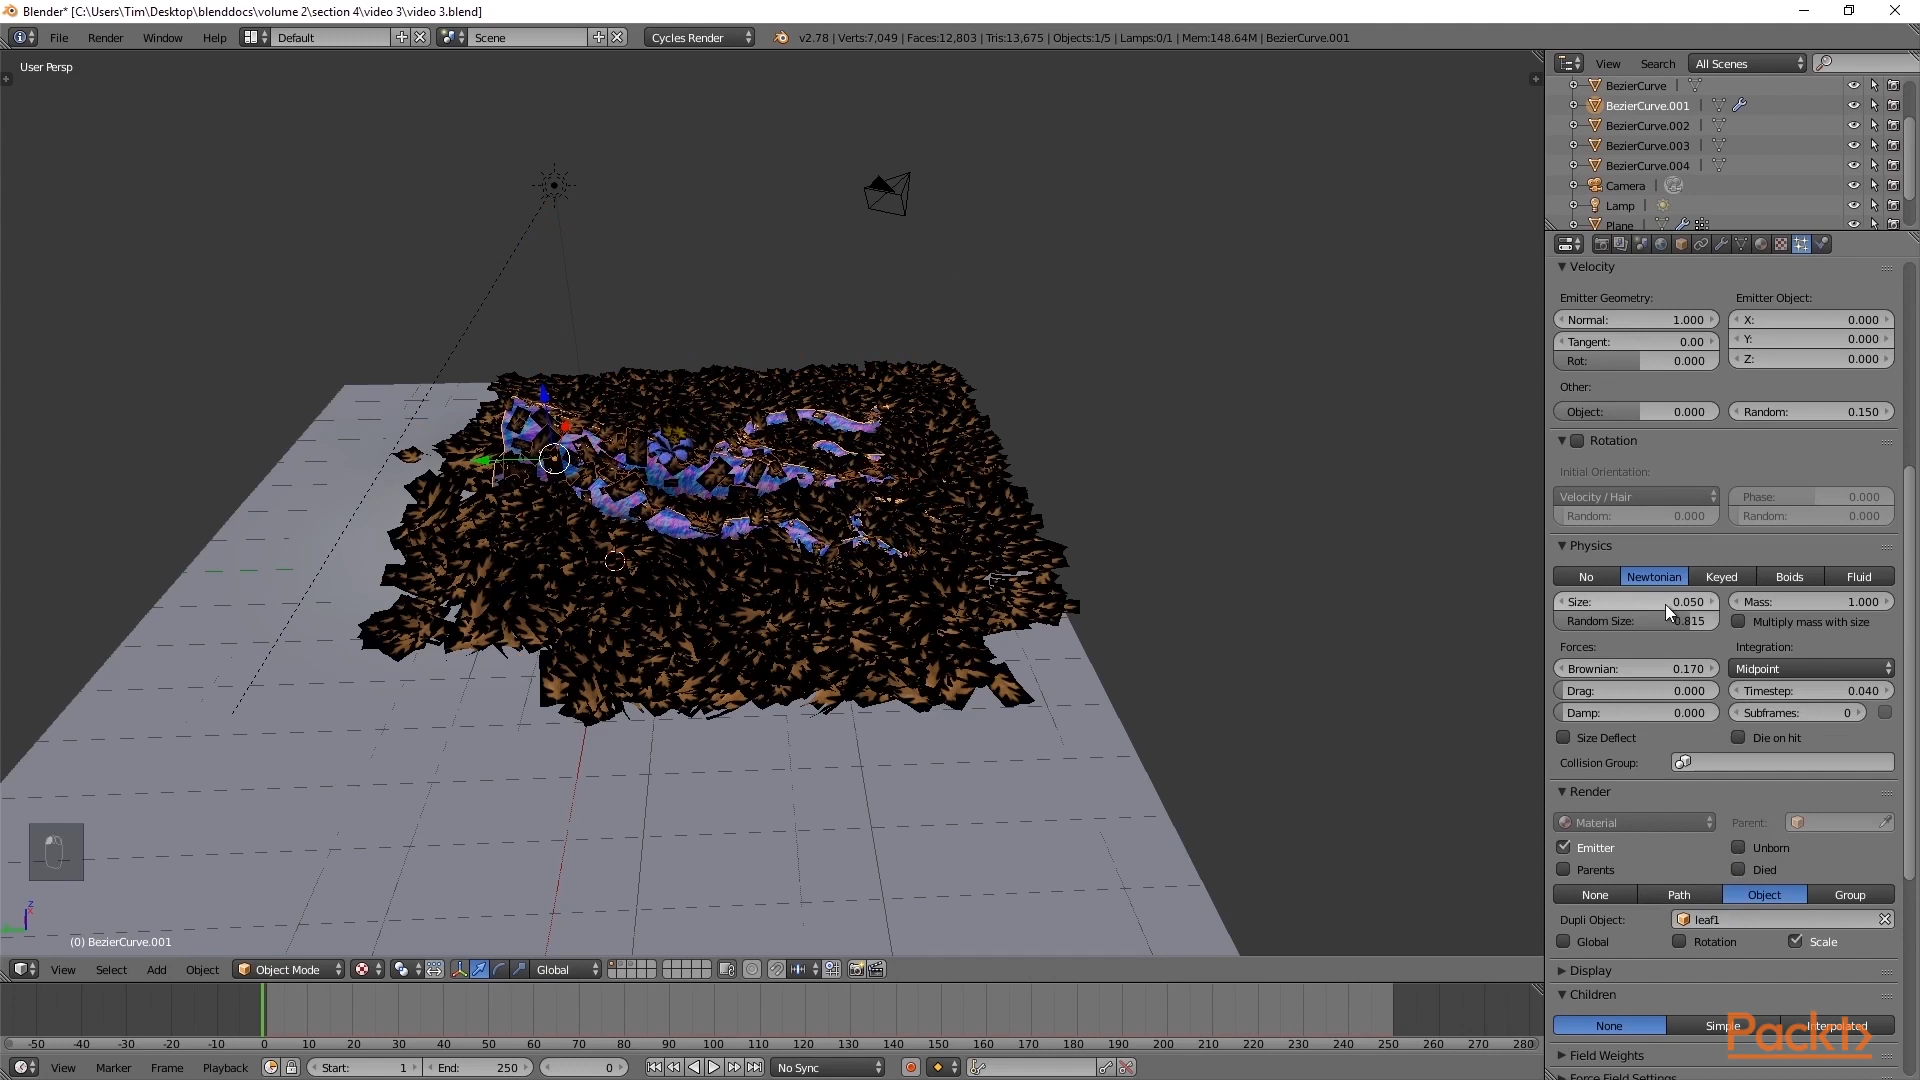 Blender* [C:\Users\Tim\Desktop\blenddocs\volume 2\section 4\video 3\video 3.blend]
File Render Window Help Default Scene Cycles Render v2.78 | Verts:7,049 | Faces:12,803 | Tris:13,675 | Objects:1/5 | Lamps:0/1 | Mem:148.64M | BezierCurve.001
User Persp
View Search All Scenes
BezierCurve
BezierCurve.001
BezierCurve.002
BezierCurve.003
BezierCurve.004
Camera
Lamp
Plane
Velocity
Emitter Geometry: Emitter Object:
Normal: 1.000 X: 0.000
Tangent: 0.00 Y: 0.000
Rot: 0.000 Z: 0.000
Other:
Object: 0.000 Random: 0.150
Rotation
Initial Orientation:
Velocity / Hair Phase: 0.000
Random: 0.000 Random: 0.000
Physics
No Newtonian Keyed Boids Fluid
Size: 0.050 Mass: 1.000
Random Size: 0.815 Multiply mass with size
Forces: Integration:
Brownian: 0.170 Midpoint
Drag: 0.000 Timestep: 0.040
Damp: 0.000 Subframes: 0
Size Deflect Die on hit
Collision Group:
Render
Material Parent:
Emitter Unborn
Parents Died
None Path Object Group
Dupli Object: leaf1
Global Rotation Scale
Display
Children
None Simple Interpolated
Packt>
Field Weights
Force Field Settings
z
x
(0) BezierCurve.001
View Select Add Object Object Mode Global
-50 -40 -30 -20 -10 0 10 20 30 40 50 60 70 80 90 100 110 120 130 140 150 160 170 180 190 200 210 220 230 240 250 260 270 280
View Marker Frame Playback Start: 1 End: 250 0 No Sync